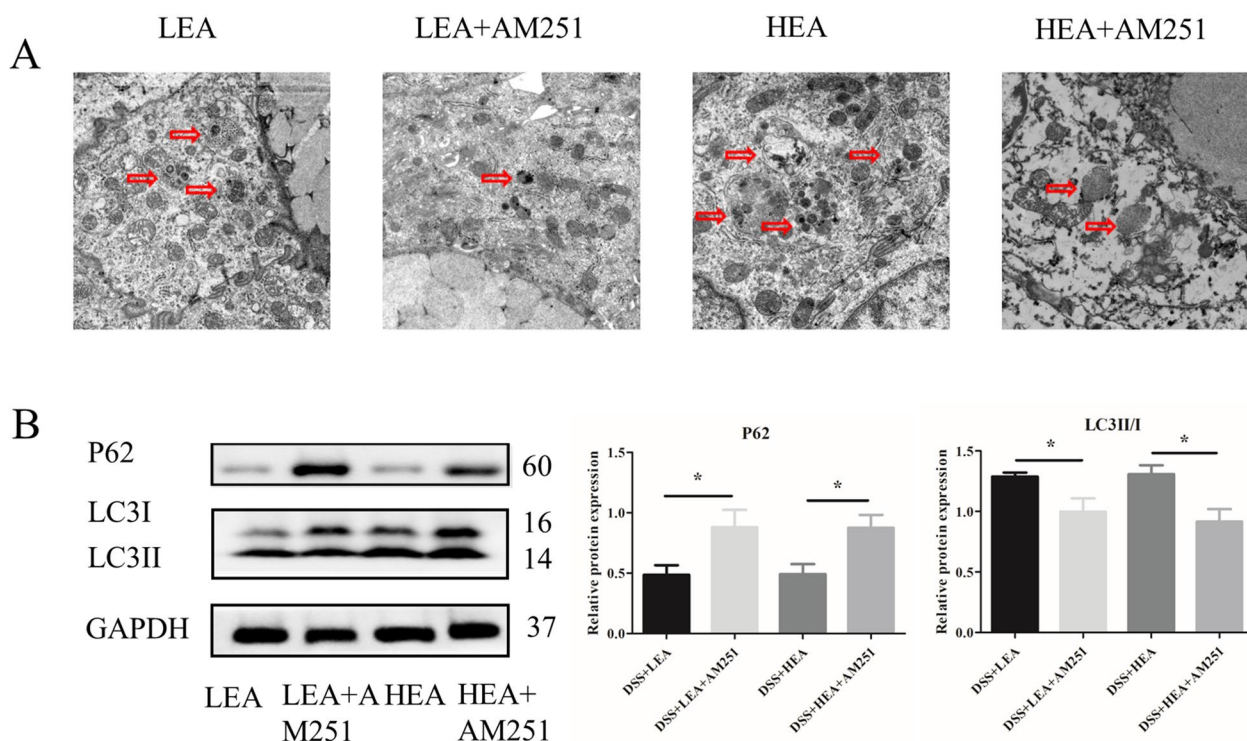 LEA
LEA+AM251
HEA
HEA+AM251
A
B
P62
60
LC3I
16
LC3II
14
GAPDH
37
LEA
LEA+A
M251
HEA
HEA+
AM251
P62
Relative protein expression
1.5
1.0
0.5
0.0
*
*
DSS+LEA
DSS+LEA+AM251
DSS+HEA
DSS+HEA+AM251
LC3II/I
Relative protein expression
1.5
1.0
0.5
0.0
*
*
DSS+LEA
DSS+LEA+AM251
DSS+HEA
DSS+HEA+AM251